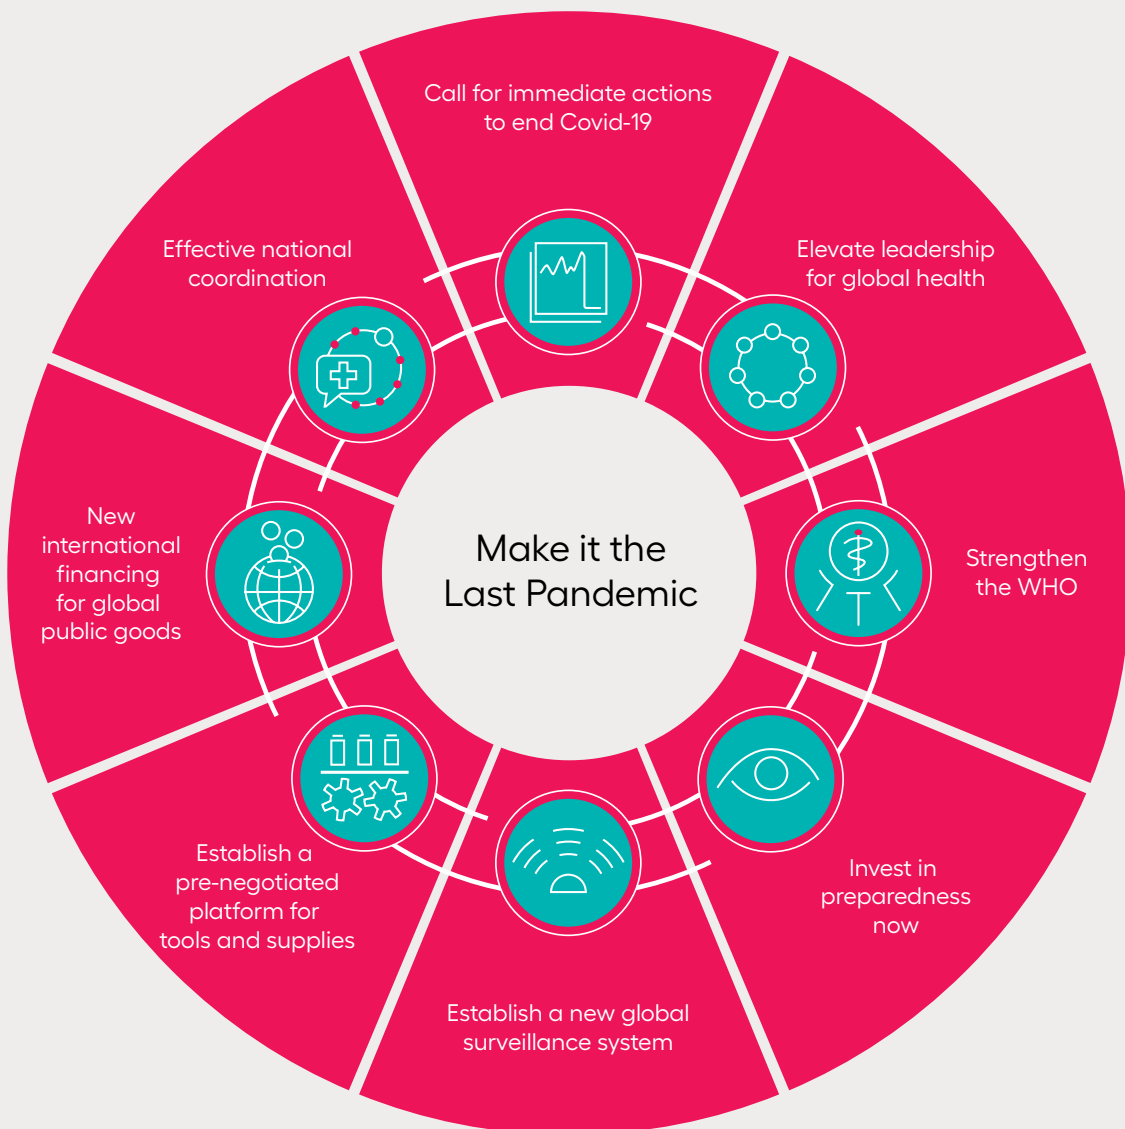 Call for immediate actions
to end Covid-19
Elevate leadership
for global health
Strengthen
the WHO
Invest in
preparedness
now
Establish a new global
surveillance system
Establish a
pre-negotiated
platform for
tools and supplies
New
international
financing
for global
public goods
Effective national
coordination
Make it the
Last Pandemic